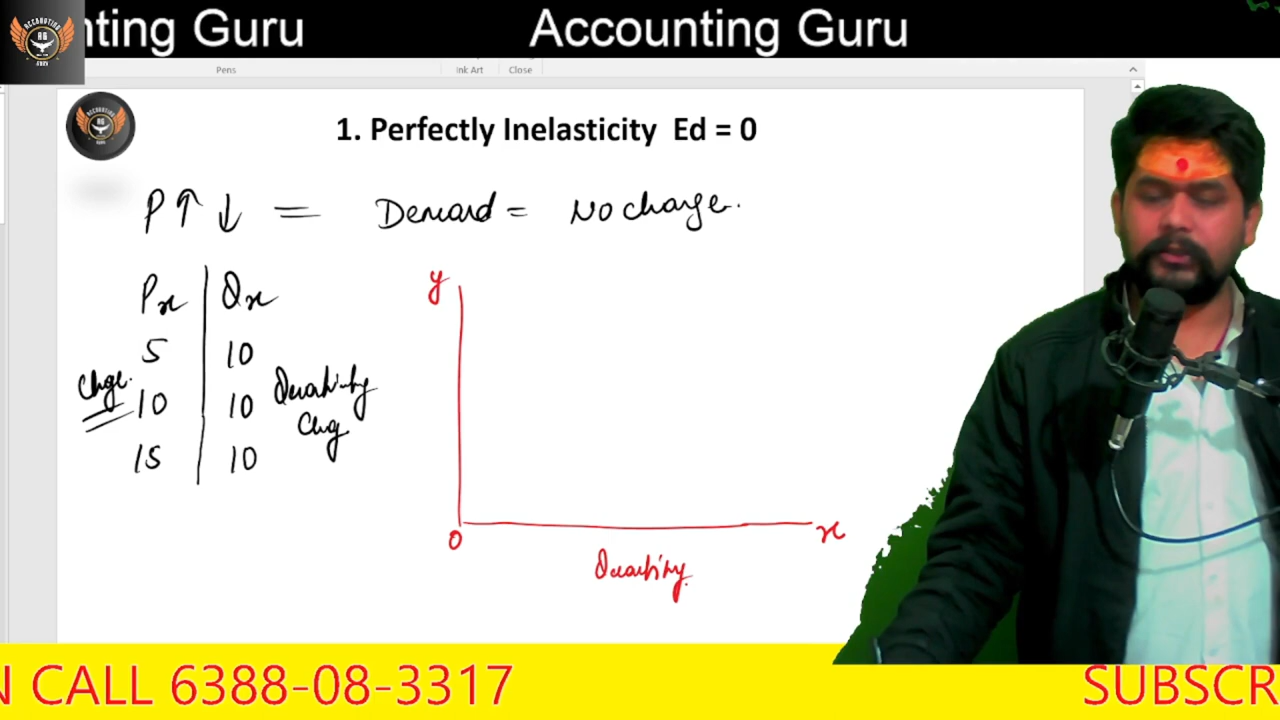 nting Guru
Accounting Guru
Pens
Ink Art
Close
1. Perfectly Inelasticity Ed = 0
P↑ ↓ = Demand = No change.
Px | Qx
5 | 10
Chge. 10 | 10 Quantity
Chg
15 | 10
y
0
x
Quantity
N CALL 6388-08-3317
SUBSCR